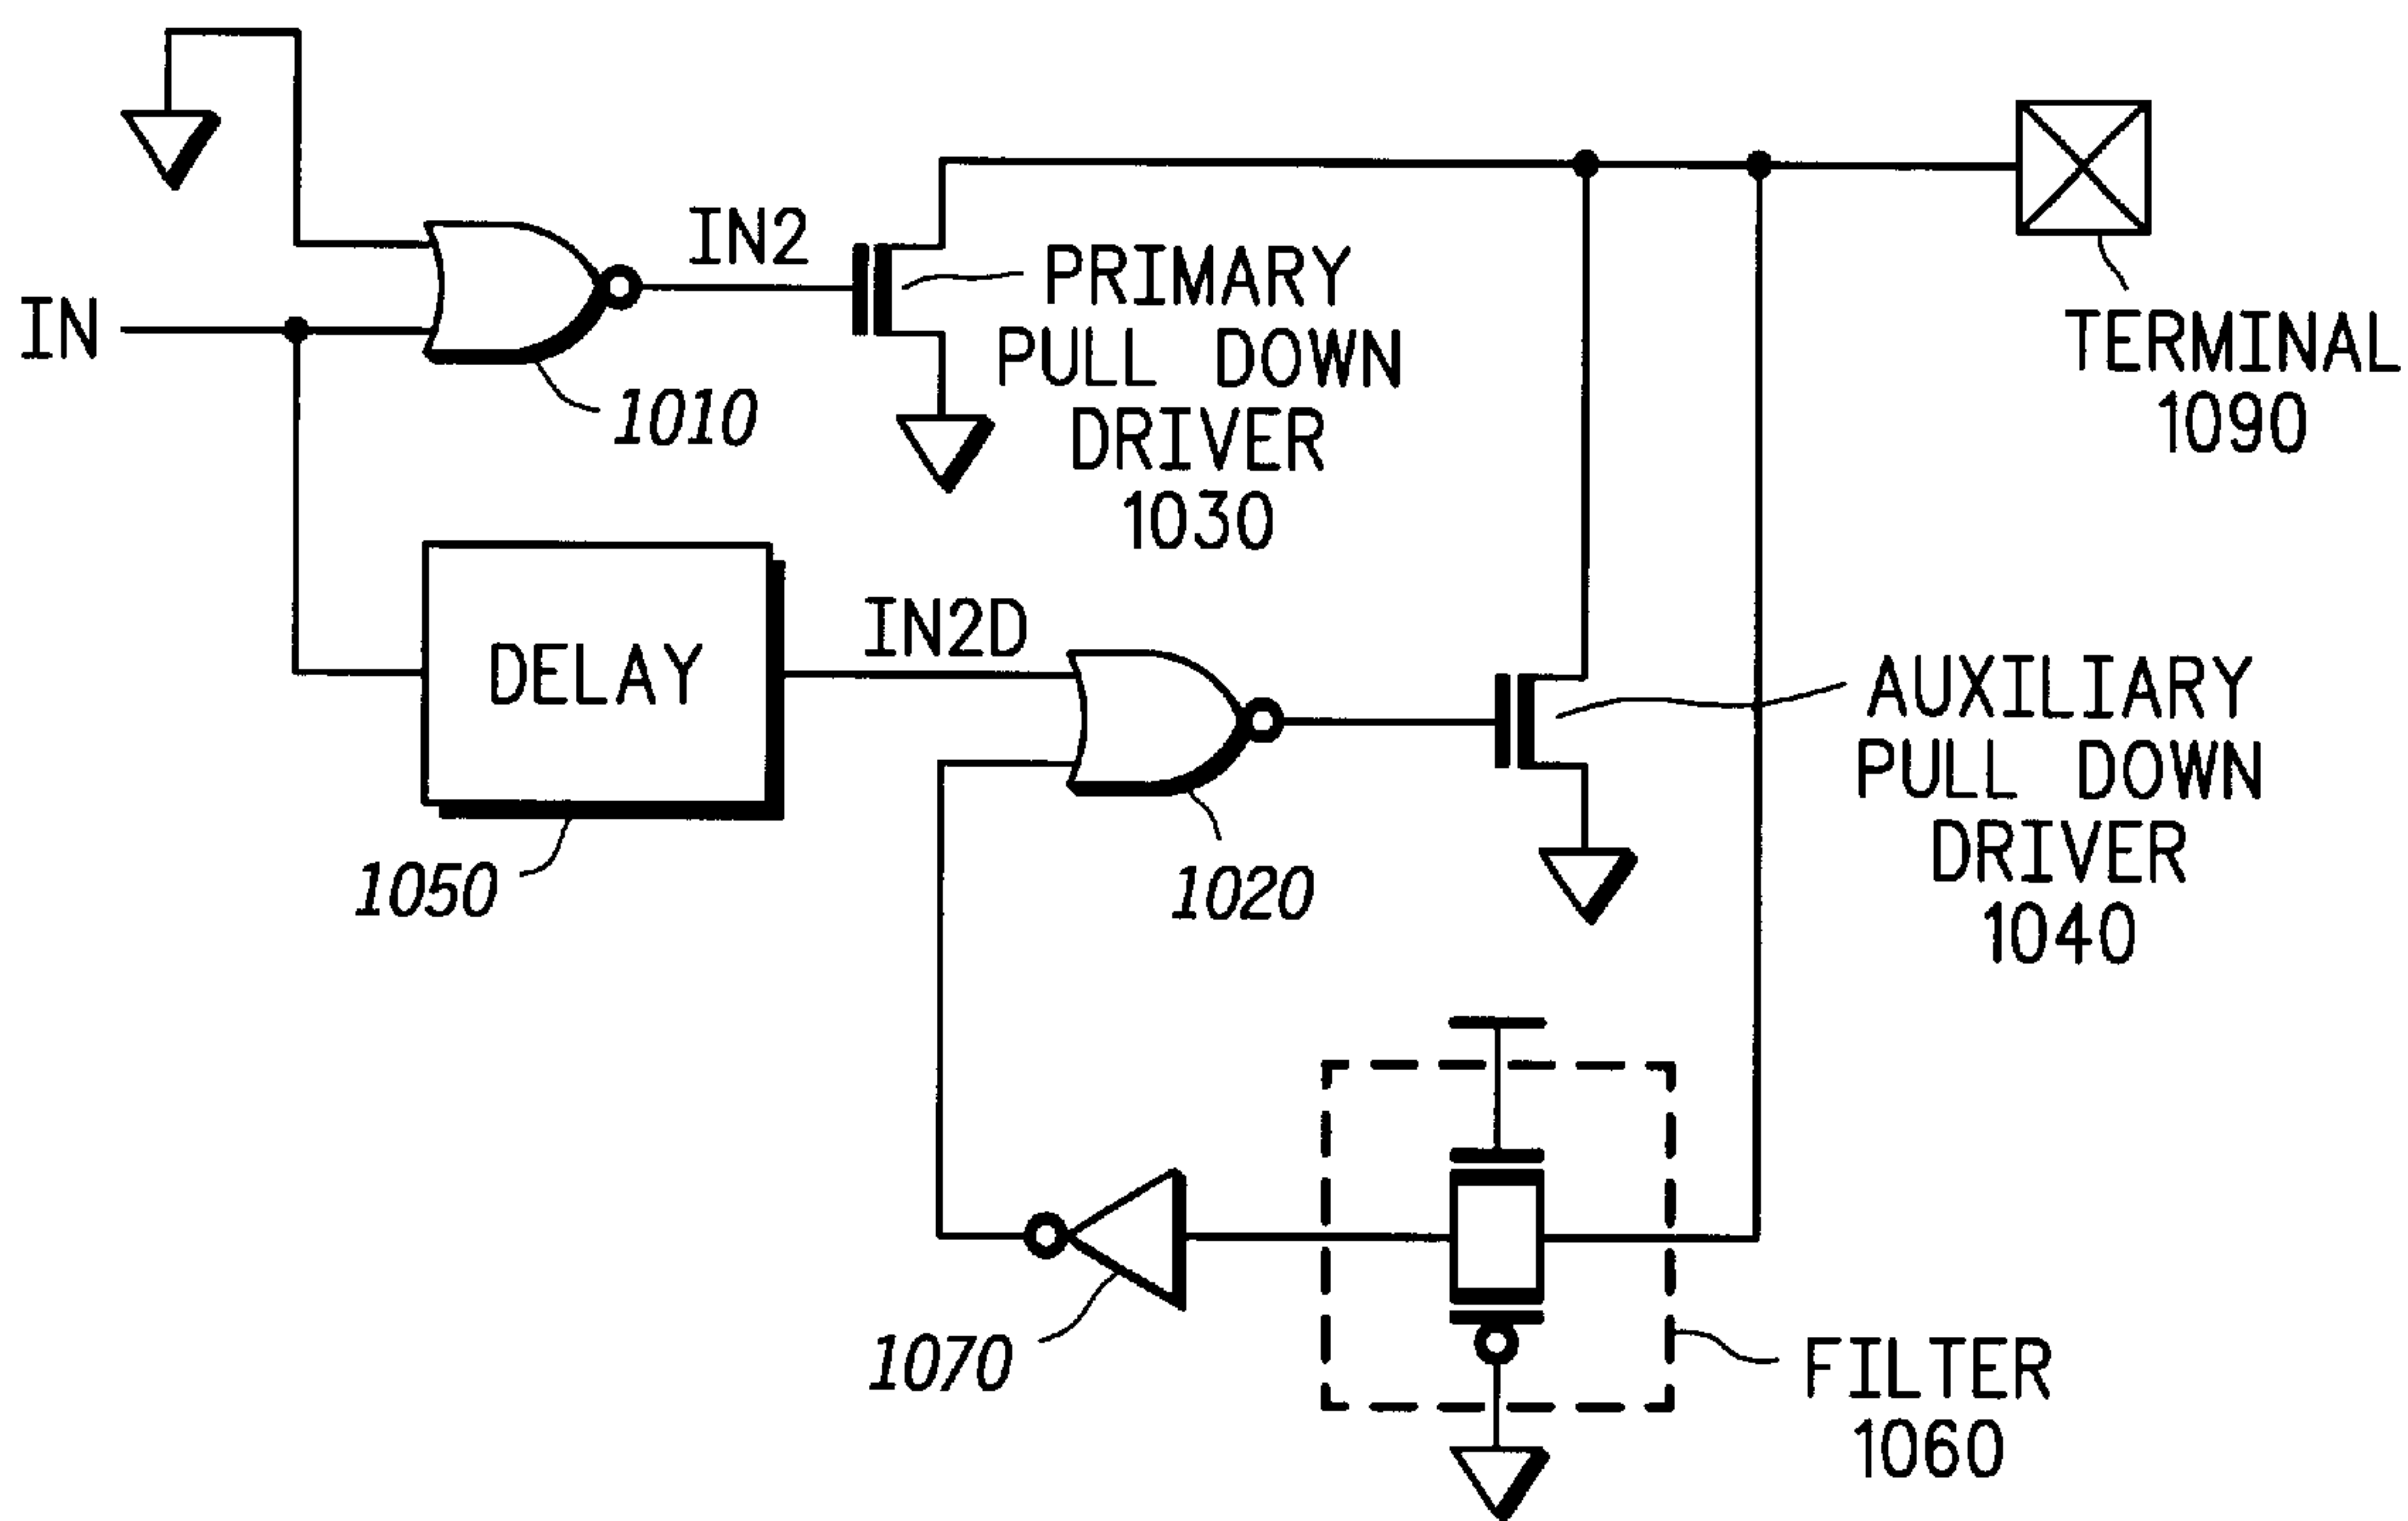 IN2
PRIMARY
PULL DOWN
DRIVER
1030
IN
1010
TERMINAL
1090
DELAY
1050
IN2D
1020
AUXILIARY
PULL DOWN
DRIVER
1040
1070
FILTER
1060